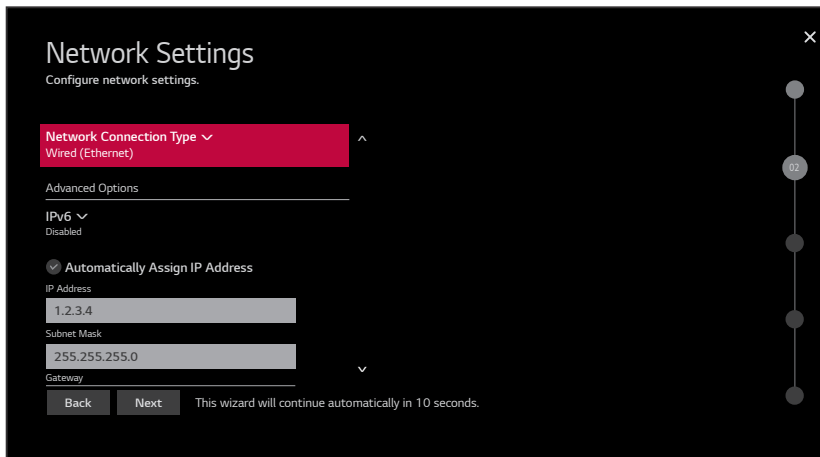 Network Settings
Configure network settings.
Network Connection Type
Wired (Ethernet)
02
Advanced Options
IPv6
Disabled
Automatically Assign IP Address
IP Address
1.2.3.4
Subnet Mask
255.255.255.0
Gateway
Back Next This wizard will continue automatically in 10 seconds.